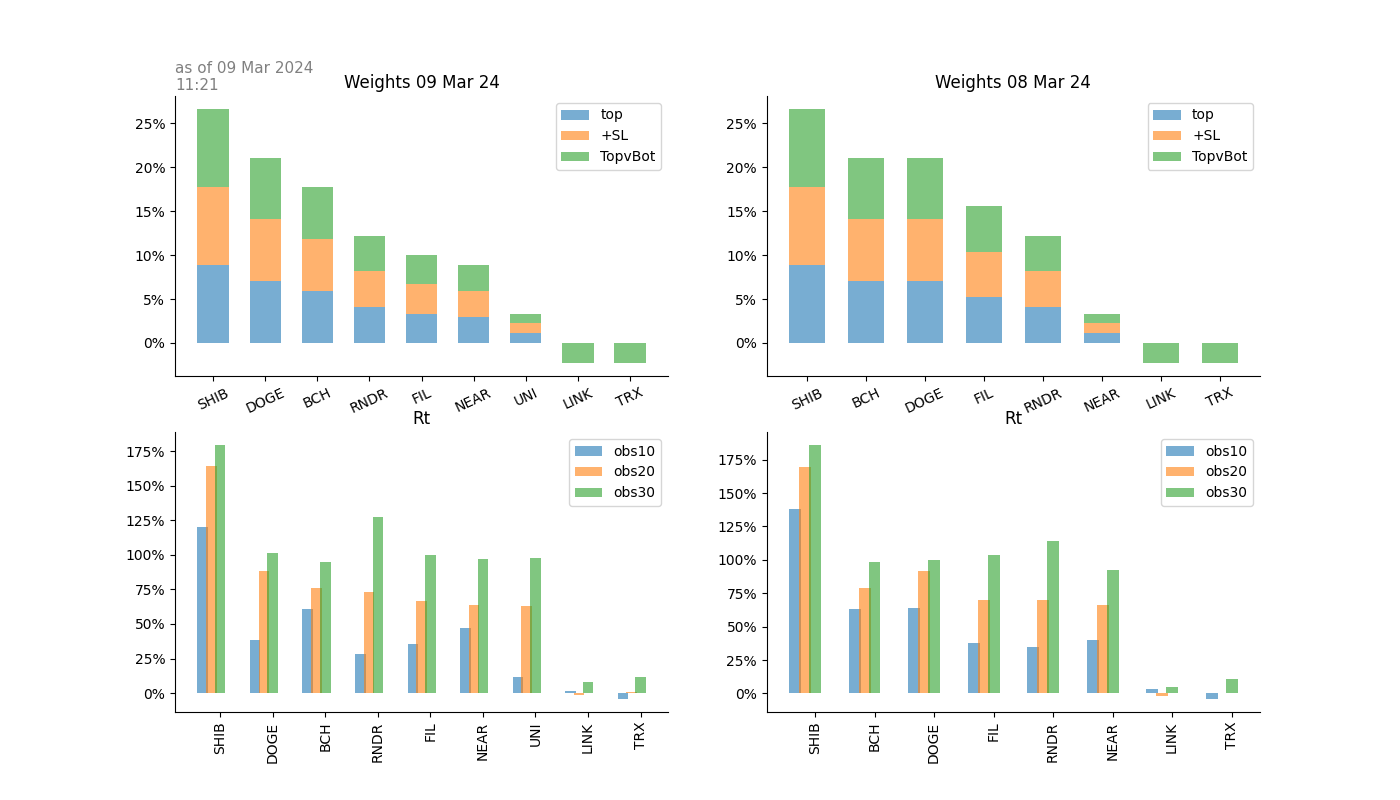 as of 09 Mar 2024
11:21
Weights 09 Mar 24
25%
20%
15%
10%
5%
0%
top
+SL
TopvBot
SHIB DOGE BCH RNDR FIL NEAR UNI LINK TRX
Weights 08 Mar 24
25%
20%
15%
10%
5%
0%
top
+SL
TopvBot
SHIB BCH DOGE FIL RNDR NEAR LINK TRX
Rt
175%
150%
125%
100%
75%
50%
25%
0%
obs10
obs20
obs30
SHIB DOGE BCH RNDR FIL NEAR UNI LINK TRX
Rt
175%
150%
125%
100%
75%
50%
25%
0%
obs10
obs20
obs30
SHIB BCH DOGE FIL RNDR NEAR LINK TRX